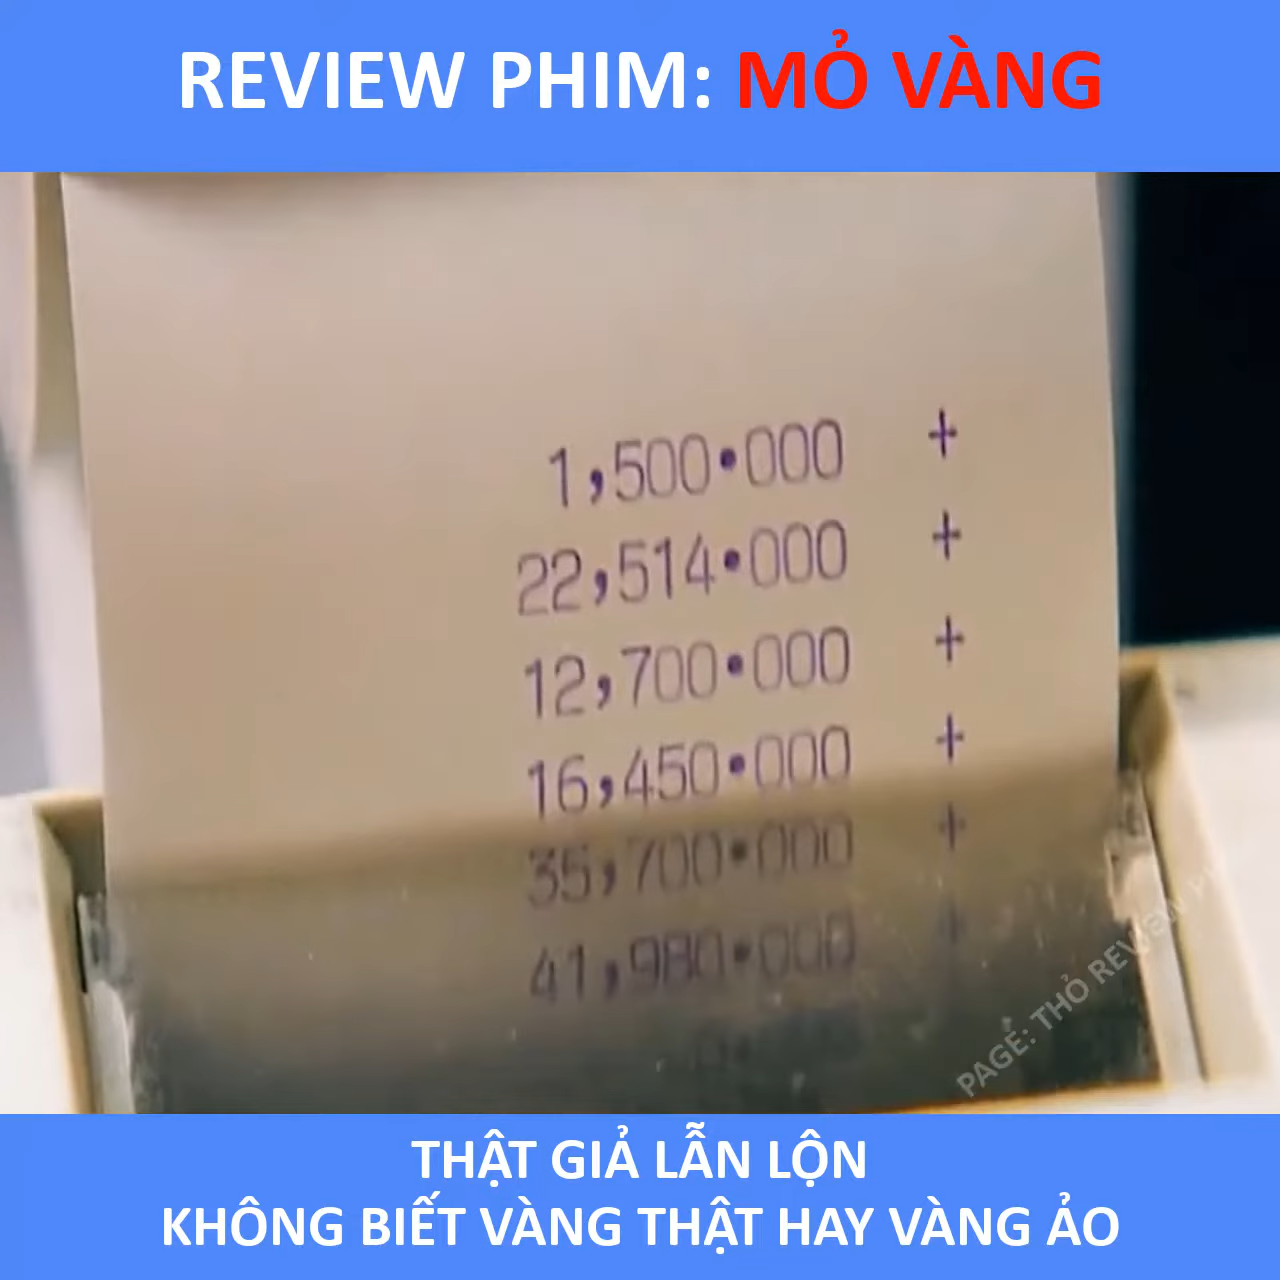 REVIEW PHIM: MỎ VÀNG
1,500•000 +
22,514•000 +
12,700•000 +
16,450•000 +
35,700•000 +
41,980•000 +
PAGE: THỎ REVIEW
THẬT GIẢ LẪN LỘN
KHÔNG BIẾT VÀNG THẬT HAY VÀNG ẢO